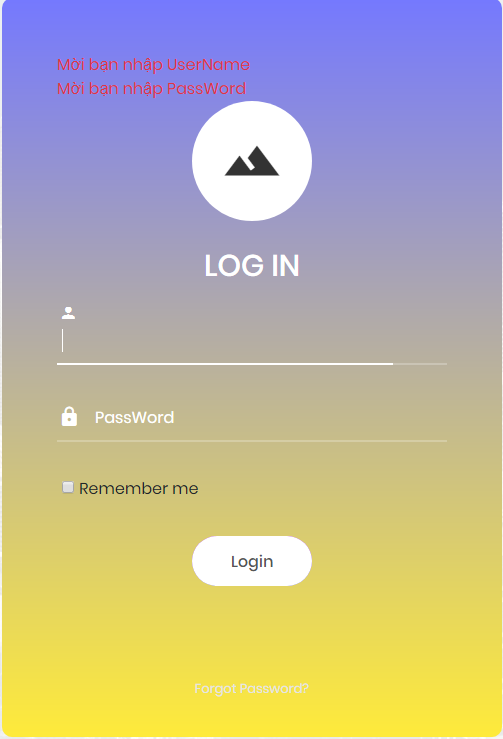 Mời bạn nhập UserName
Mời bạn nhập PassWord
LOG IN
PassWord
Remember me
Login
Forgot Password?